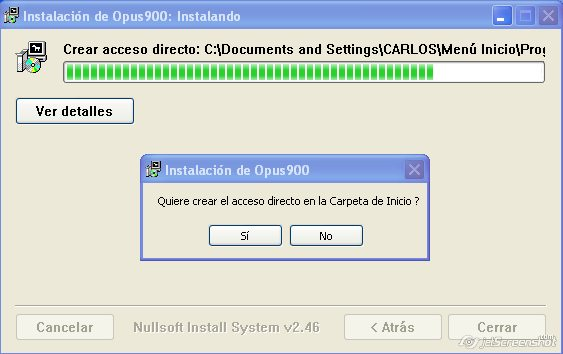 Instalación de Opus900: Instalando
Crear acceso directo: C:\Documents and Settings\CARLOS\Menú Inicio\Prog
Ver detalles
Instalación de Opus900
Quiere crear el acceso directo en la Carpeta de Inicio ?
Sí
No
Cancelar
Nullsoft Install System v2.46
< Atrás
Cerrar
jetScreenshot